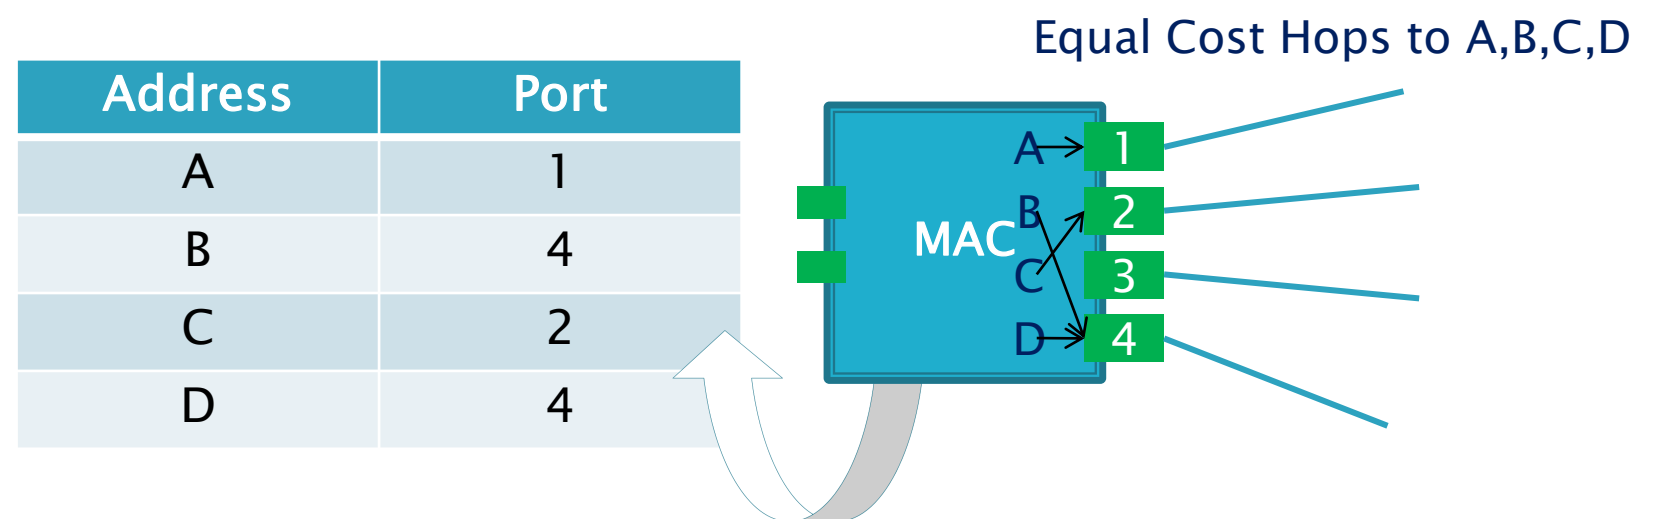 Equal Cost Hops to A,B,C,D
Address Port
A 1
B 4
C 2
D 4
MAC
A 1
B 2
C 3
D 4